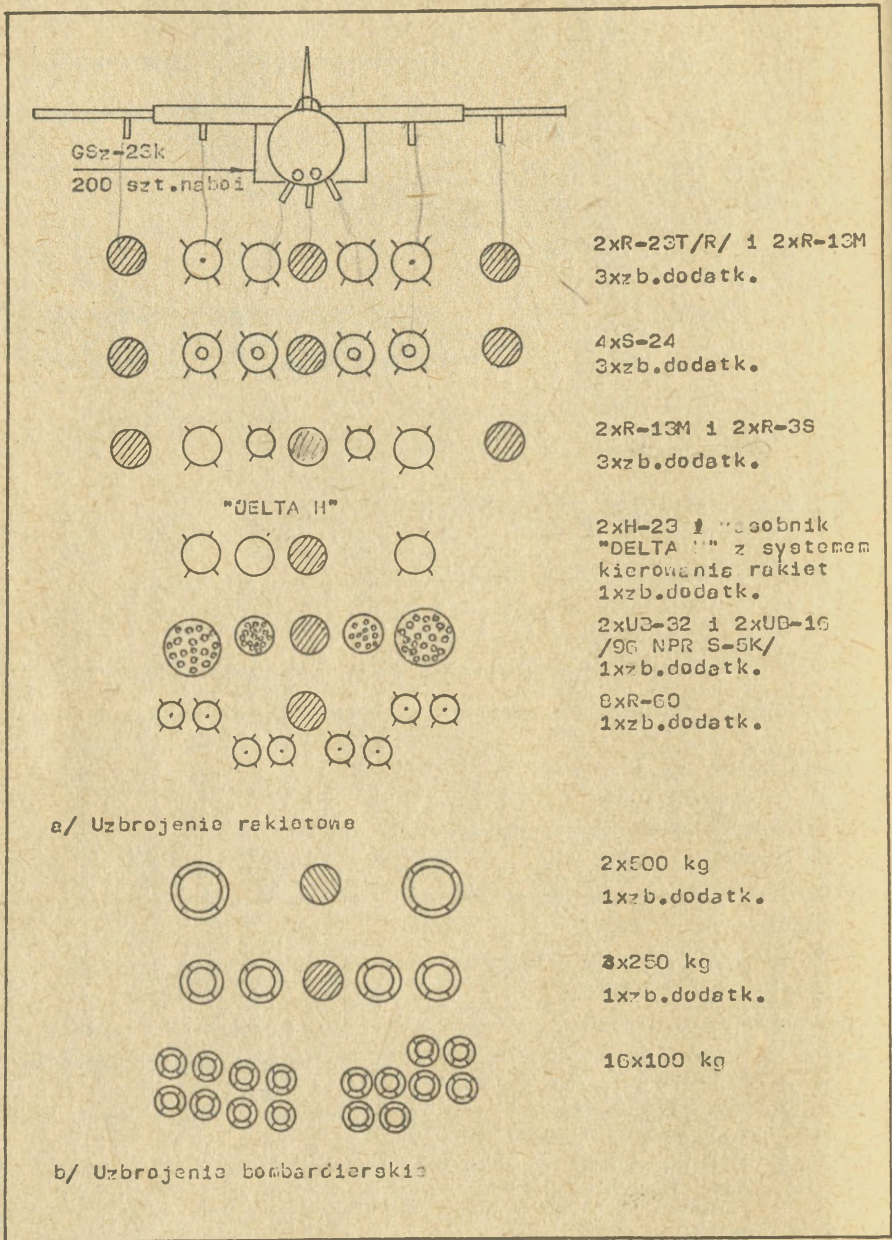 GSz-23k
200 szt.naboi
2xR-23T/R/ i 2xR-13M
3xzb.dodatk.
4xS-24
3xzb.dodatk.
2xR-13M i 2xR-3S
3xzb.dodatk.
"DELTA H"
2xH-23 i
"DELTA " z systemem
kierowania rakiet
1xzb.dodatk.
2xUB-32 i 2xUB-16
/96 NPR S-5K/
1xzb.dodatk.
8xR-60
1xzb.dodatk.
a/ Uzbrojenie rakietowe
2x500 kg
1xzb.dodatk.
x250 kg
1xzb.dodatk.
16x100 kg
b/ Uzbrojenie bombardierskie